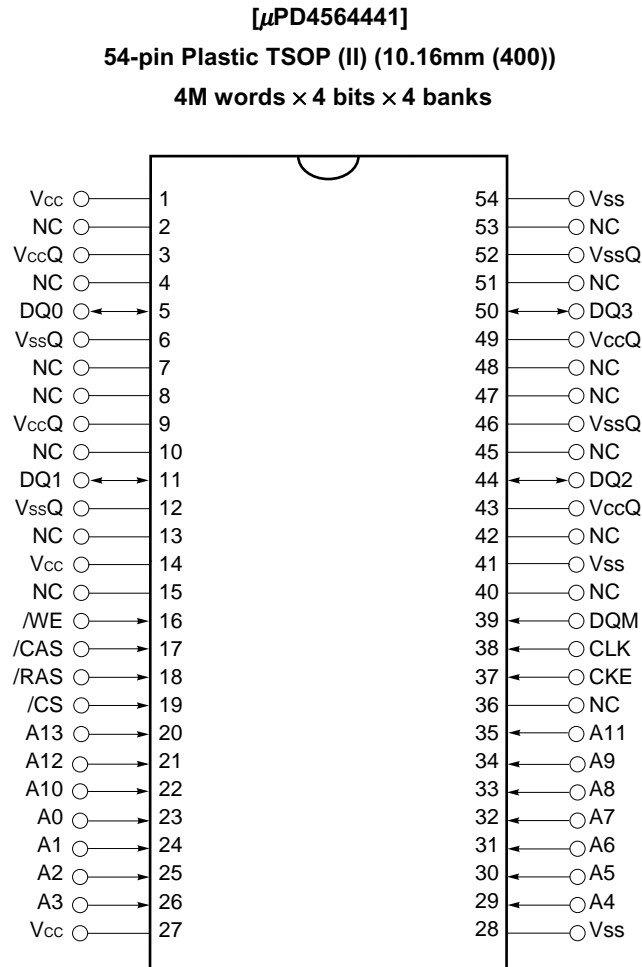 [µPD4564441]
54-pin Plastic TSOP (II) (10.16mm (400))
4M words × 4 bits × 4 banks
Vcc 1 54 Vss
NC 2 53 NC
VccQ 3 52 VssQ
NC 4 51 NC
DQ0 5 50 DQ3
VssQ 6 49 VccQ
NC 7 48 NC
NC 8 47 NC
VccQ 9 46 VssQ
NC 10 45 NC
DQ1 11 44 DQ2
VssQ 12 43 VccQ
NC 13 42 NC
Vcc 14 41 Vss
NC 15 40 NC
/WE 16 39 DQM
/CAS 17 38 CLK
/RAS 18 37 CKE
/CS 19 36 NC
A13 20 35 A11
A12 21 34 A9
A10 22 33 A8
A0 23 32 A7
A1 24 31 A6
A2 25 30 A5
A3 26 29 A4
Vcc 27 28 Vss